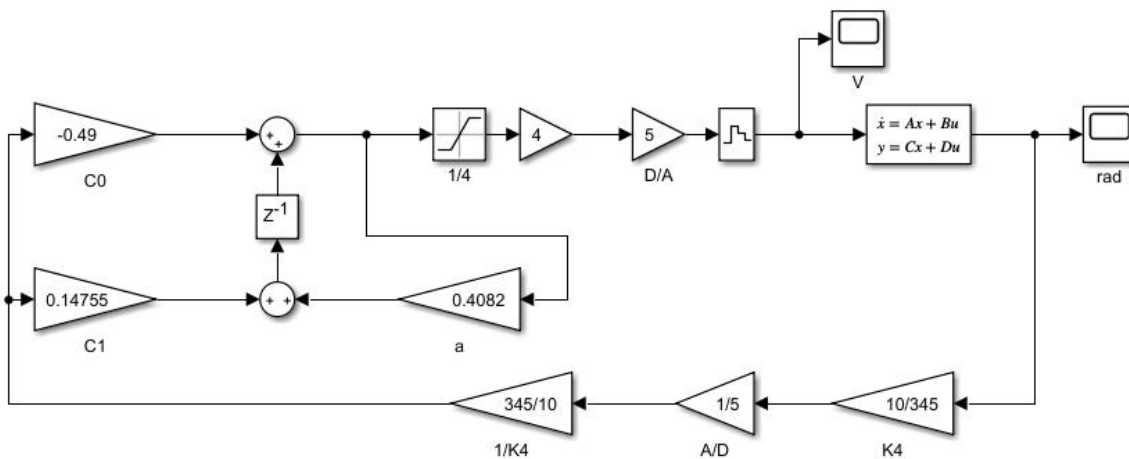 V
-0.49
C0
+
+
1/4
4
5
D/A
ẋ = Ax + Bu
y = Cx + Du
rad
Z-1
0.14755
C1
+ +
0.4082
a
345/10
1/K4
1/5
A/D
10/345
K4